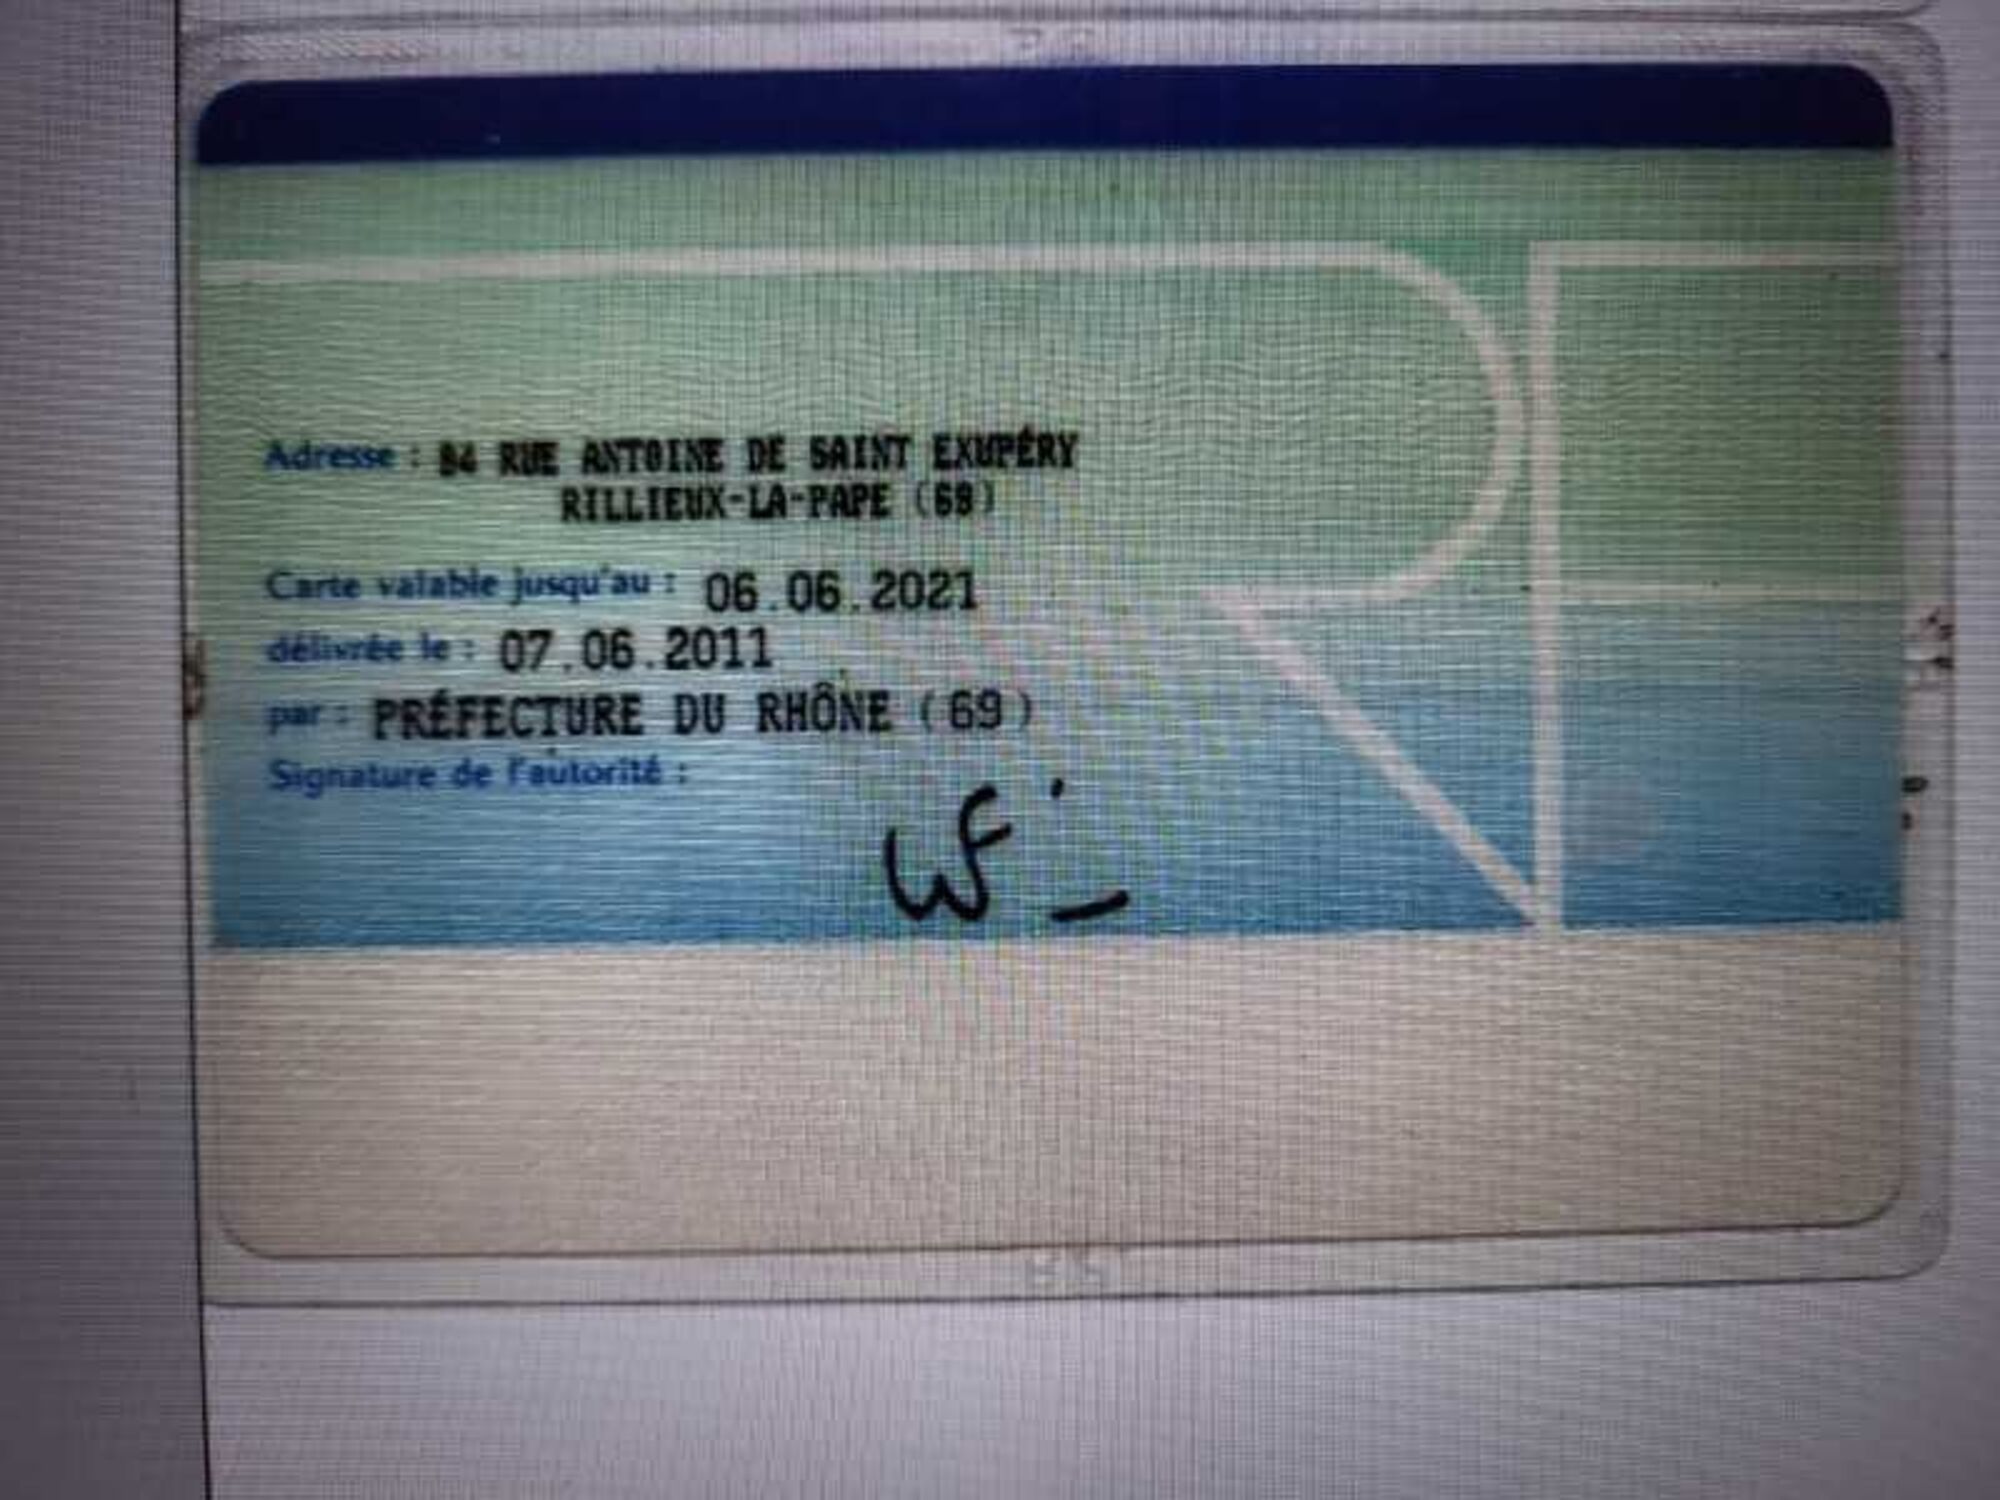 Adresse : 84 RUE ANTOINE DE SAINT EXUPÉRY
RILLIEUX-LA-PAPE (69)
Carte valable jusqu'au : 06.06.2021
délivrée le : 07.06.2011
par : PRÉFECTURE DU RHÔNE (69)
Signature de l'autorité :